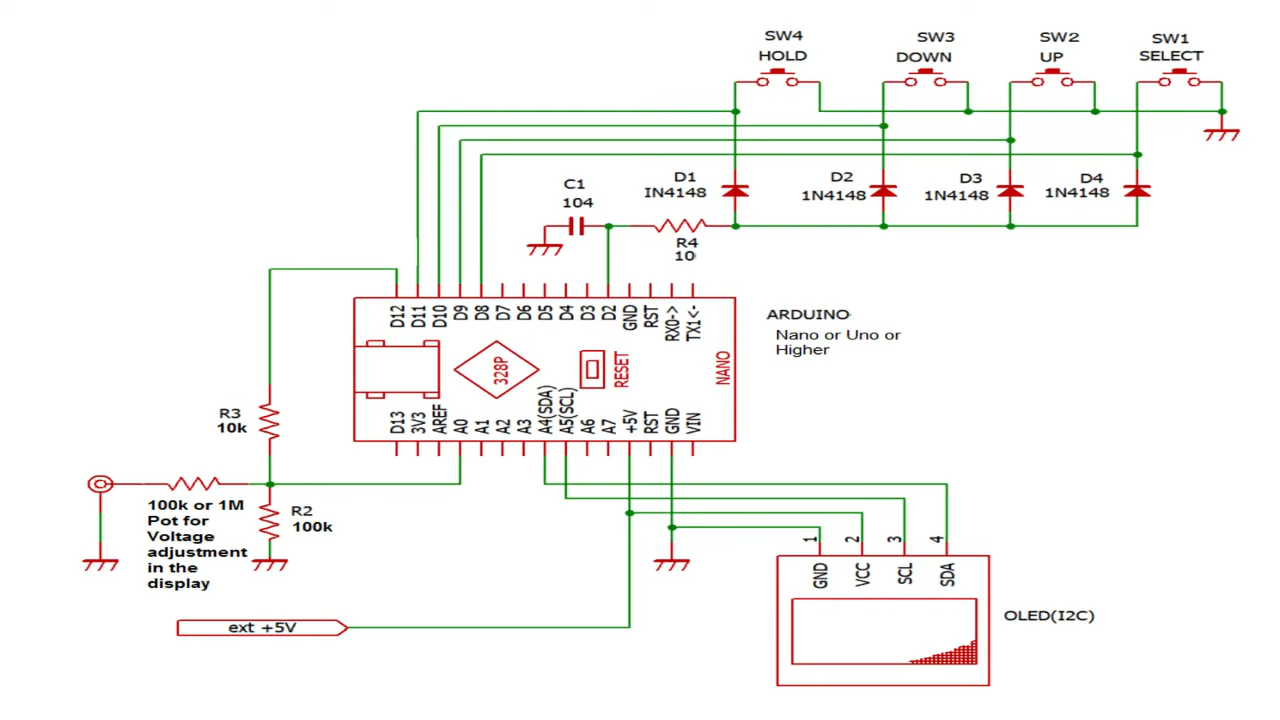 SW4
HOLD
SW3
DOWN
SW2
UP
SW1
SELECT
C1
104
D1
IN4148
D2
1N4148
D3
1N4148
D4
1N4148
R4
10
D12
D11
D10
D9
D8
D7
D6
D5
D4
D3
D2
GND
RST
RX0->
TX1<-
ARDUINO
Nano or Uno or
Higher
328P
RESET
NANO
D13
3V3
AREF
A0
A1
A2
A3
A4(SDA)
A5(SCL)
A6
A7
+5V
RST
GND
VIN
R3
10k
100k or 1M
Pot for
Voltage
adjustment
in the
display
R2
100k
ext +5V
1
2
3
4
GND
VCC
SCL
SDA
OLED(I2C)